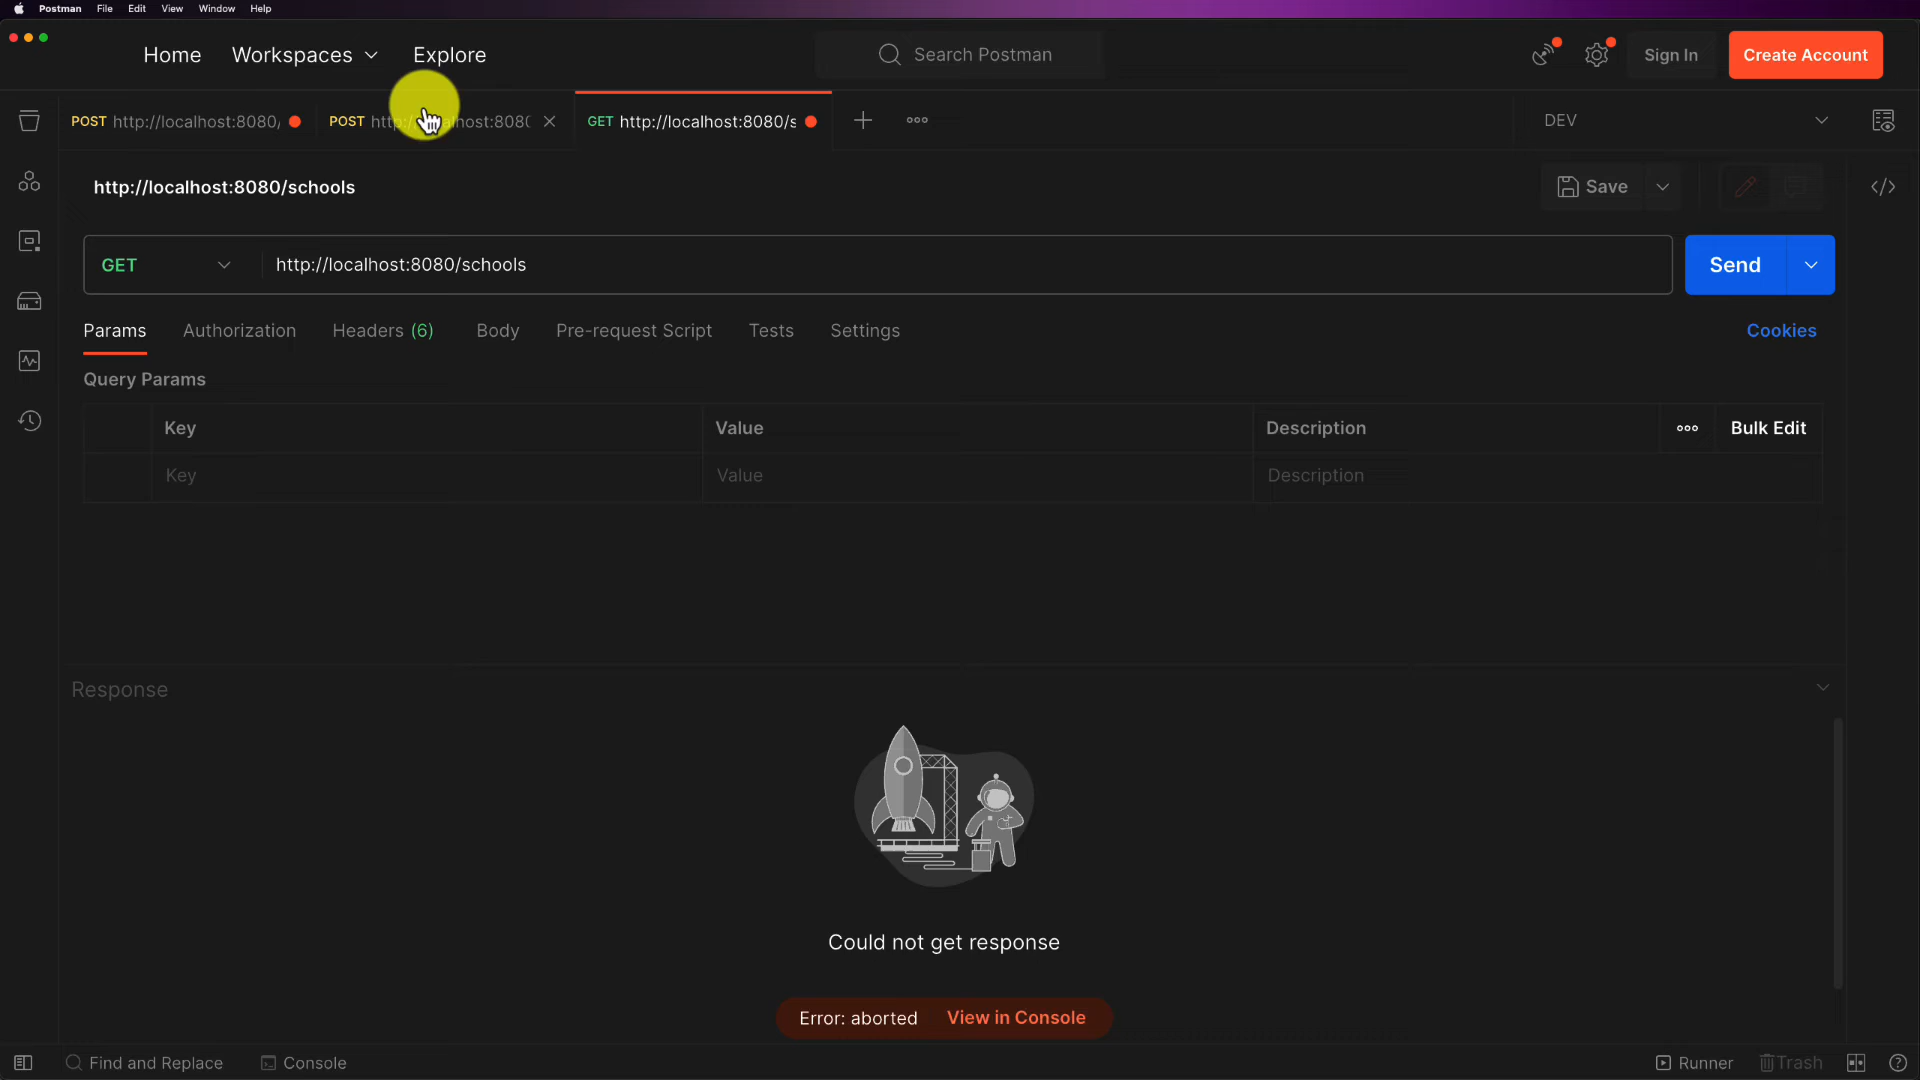 Postman File Edit View Window Help
Home Workspaces Explore Search Postman Sign In Create Account
POST http://localhost:8080/ POST GET http://localhost:8080/s DEV
http://localhost:8080/schools Save
GET http://localhost:8080/schools Send
Params Authorization Headers (6) Body Pre-request Script Tests Settings Cookies
Query Params
Key Value Description Bulk Edit
Key Value Description
Response
Could not get response
Error: aborted View in Console
Find and Replace Console Runner Trash